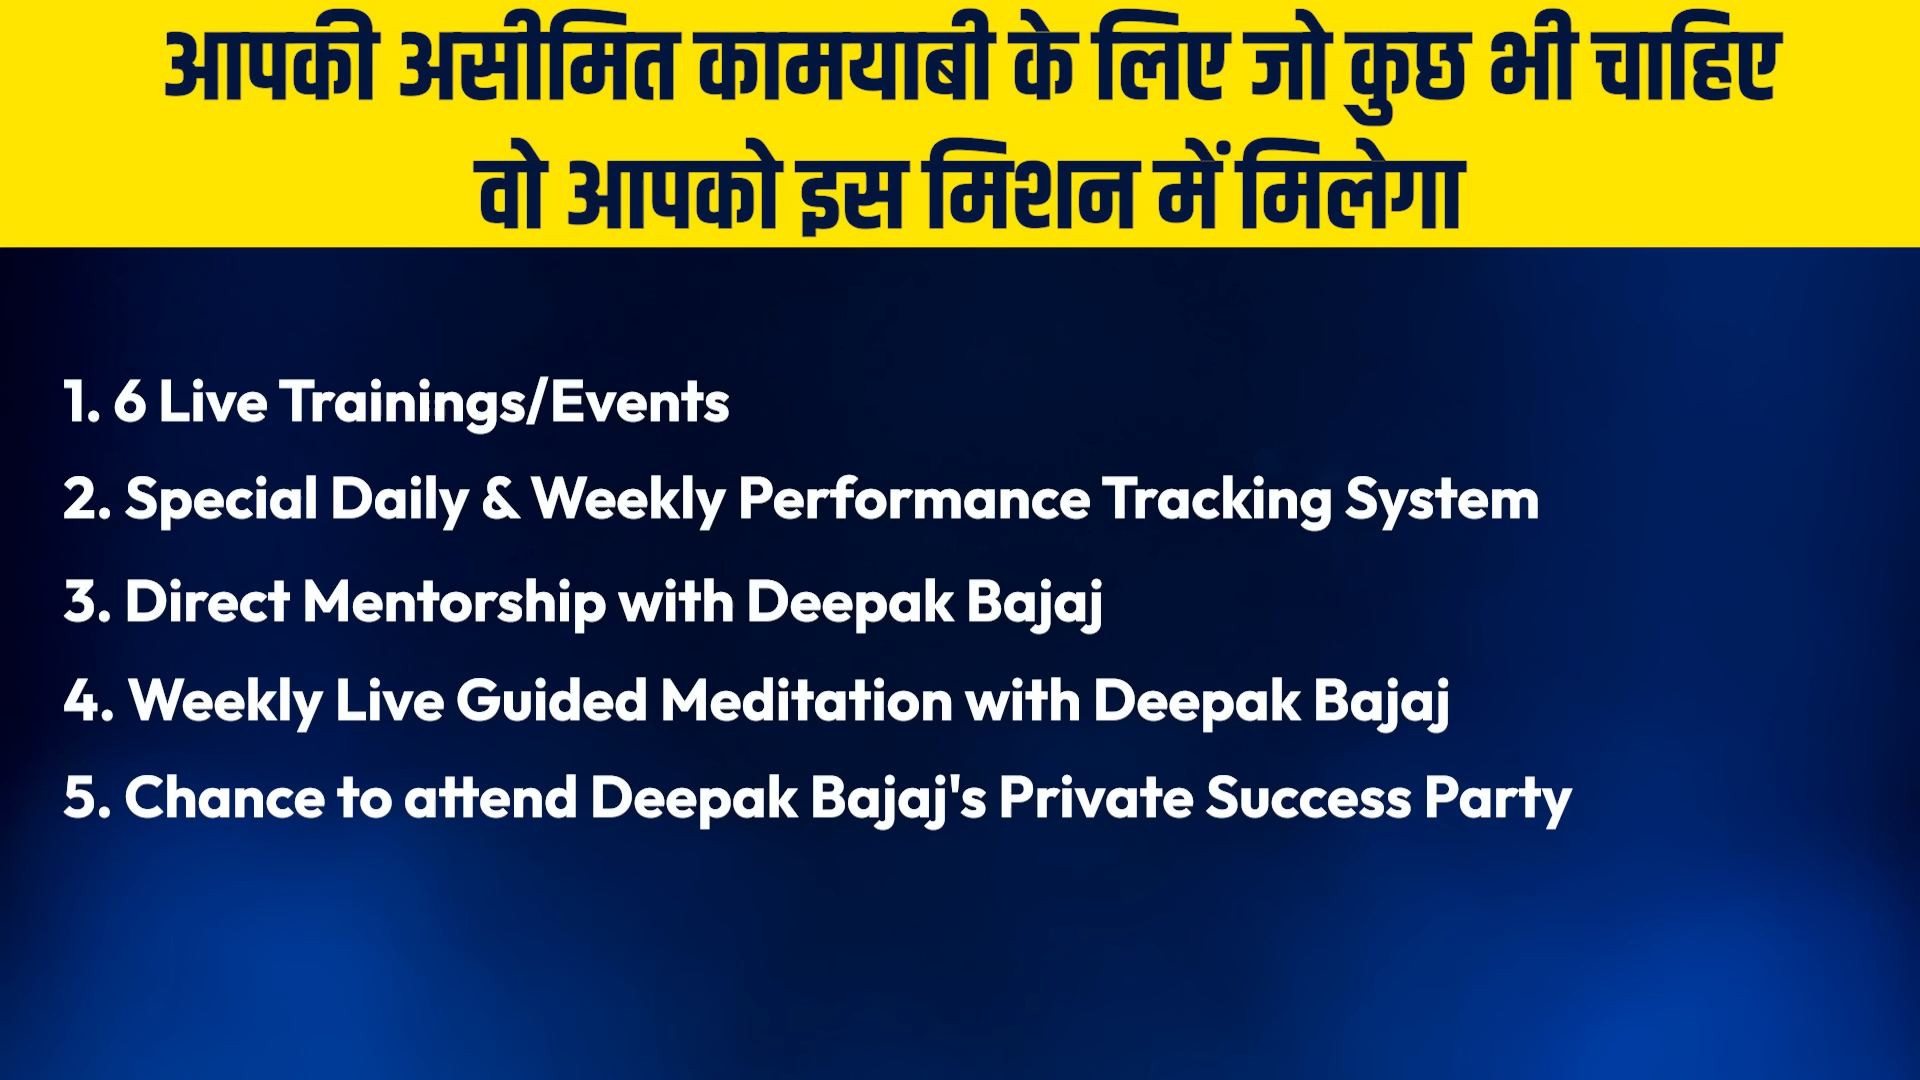 आपकी असीमित कामयाबी के लिए जो कुछ भी चाहिए
वो आपको इस मिशन में मिलेगा
1. 6 Live Trainings/Events
2. Special Daily & Weekly Performance Tracking System
3. Direct Mentorship with Deepak Bajaj
4. Weekly Live Guided Meditation with Deepak Bajaj
5. Chance to attend Deepak Bajaj's Private Success Party